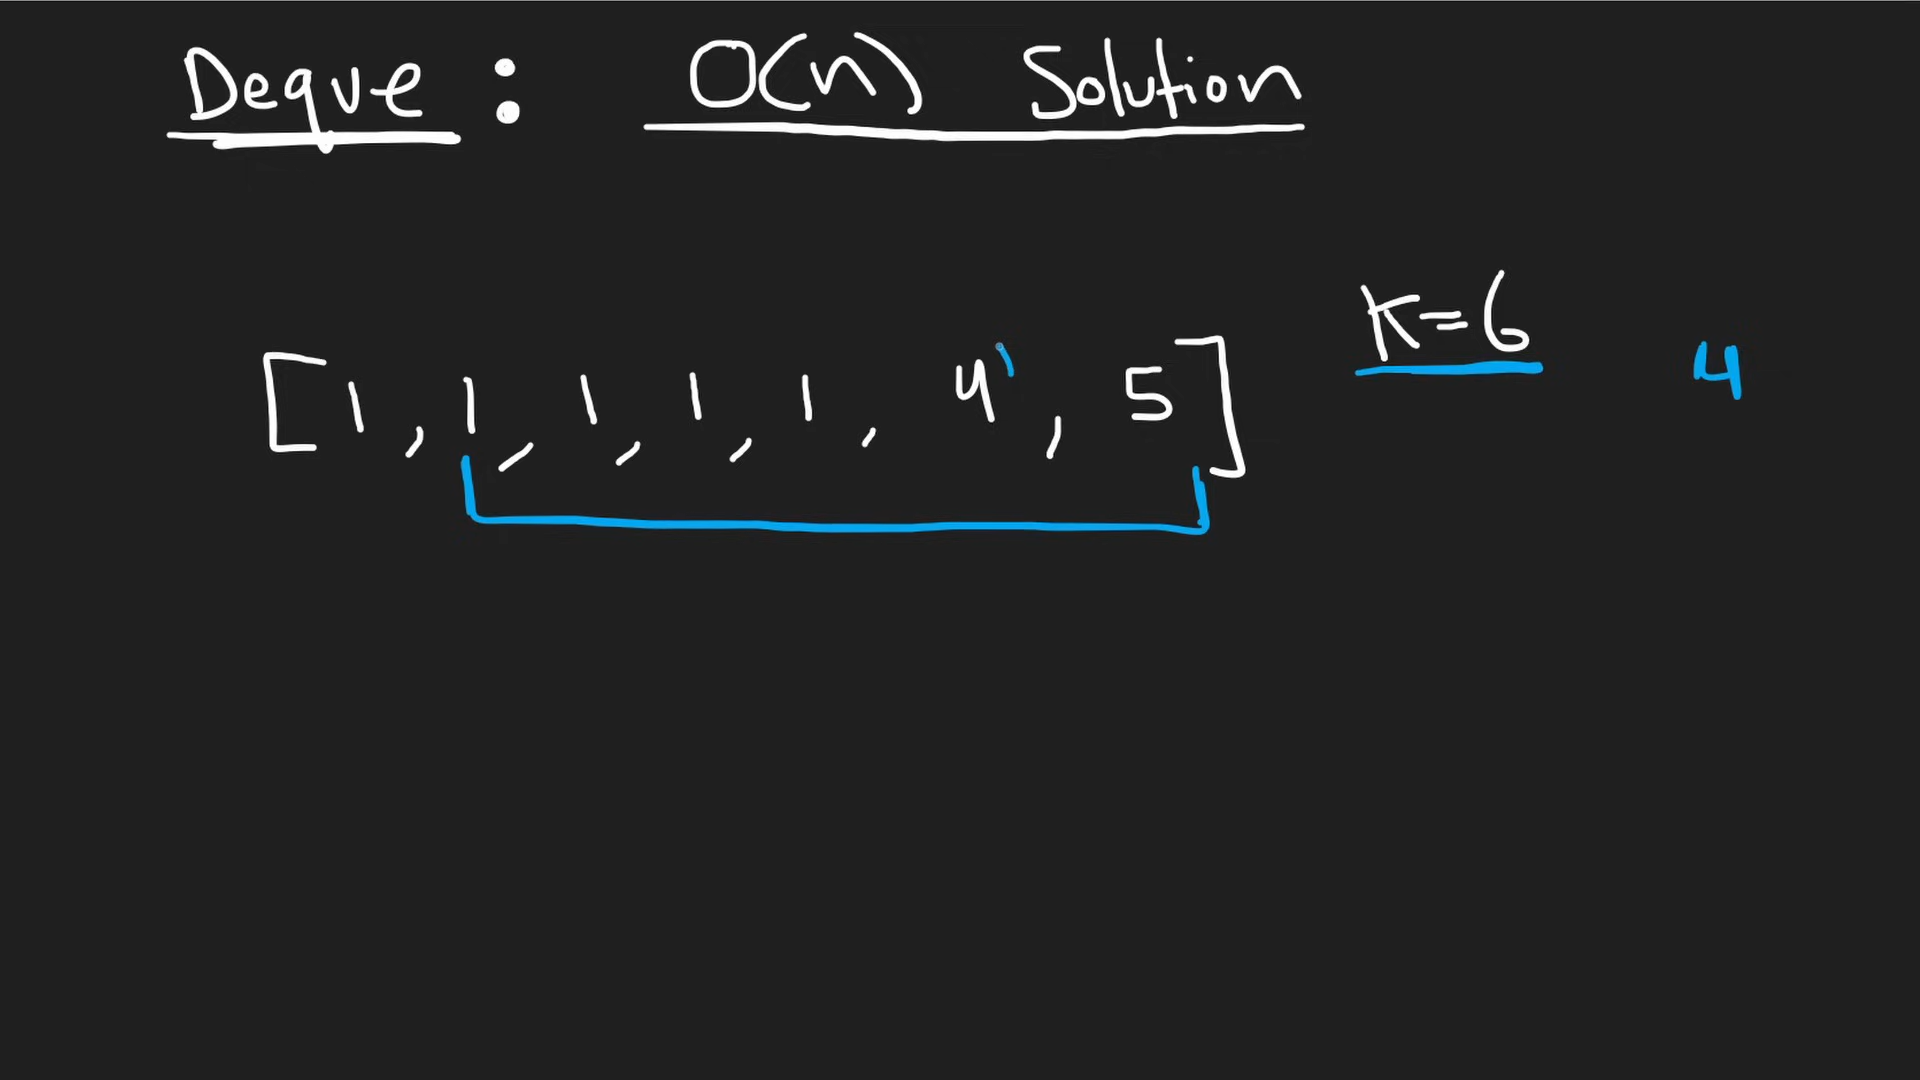 Deque : O(n) Solution
K=6
[1, 1, 1, 1, 1, 4, 5] 4